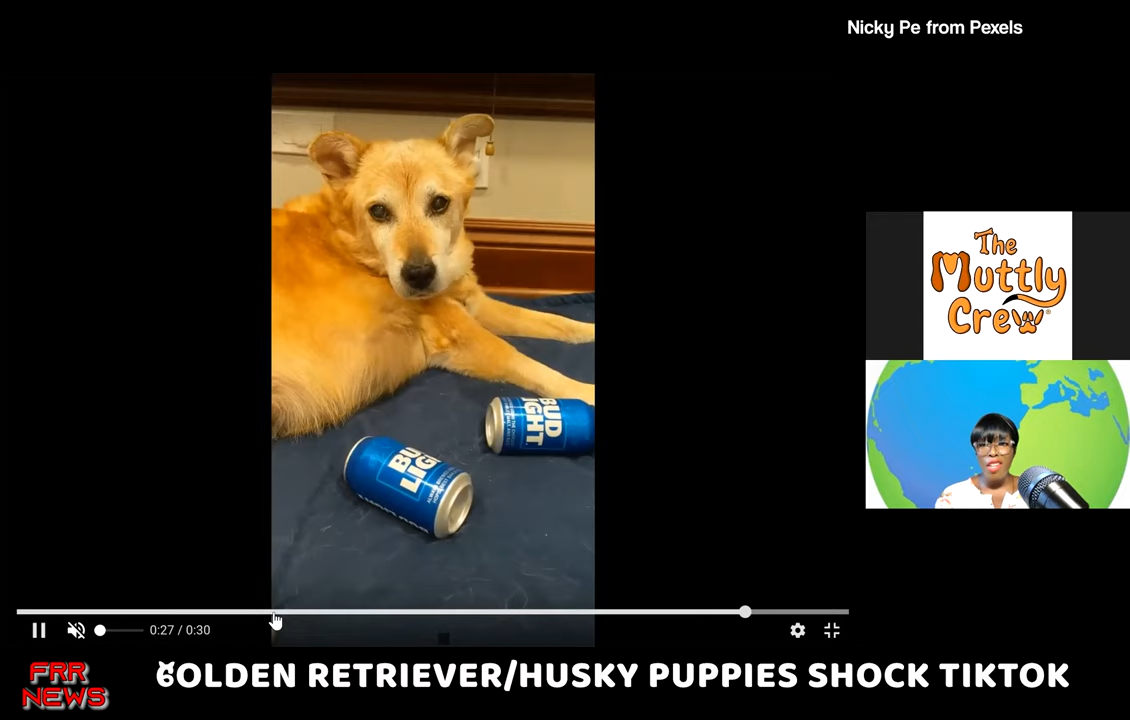 Nicky Pe from Pexels
The
Muttly
Crew®
BUD
LIGHT
BUD
LIG
0:27 / 0:30
FRR
NEWS
GOLDEN RETRIEVER/HUSKY PUPPIES SHOCK TIKTOK